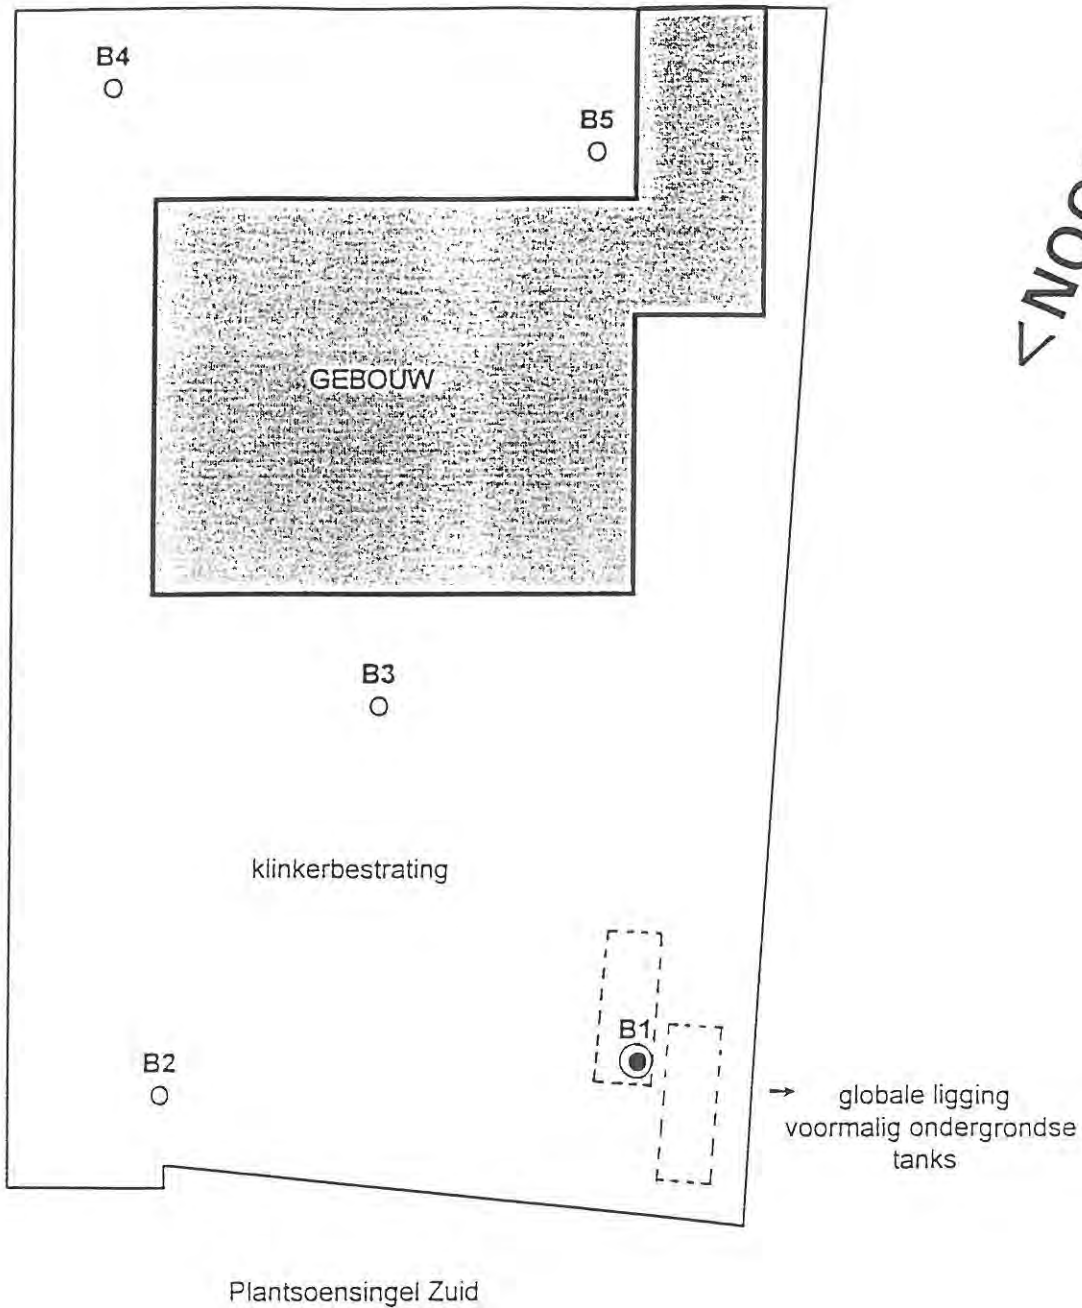 B4
B5
GEBOUW
B3
klinkerbestrating
B1
B2
globale ligging
voormalig ondergrondse
tanks
Plantsoensingel Zuid